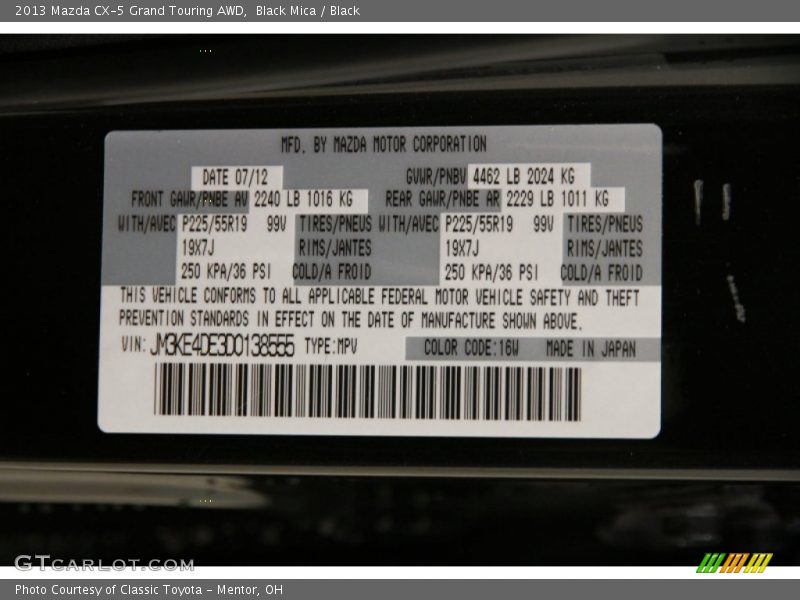 2013 Mazda CX-5 Grand Touring AWD,  Black Mica / Black
MFD. BY MAZDA MOTOR CORPORATION
DATE 07/12 GVWR/PNBV 4462 LB 2024 KG
FRONT GAWR/PNBE AV 2240 LB 1016 KG REAR GAWR/PNBE AR 2229 LB 1011 KG
WITH/AVEC P225/55R19 99V TIRES/PNEUS WITH/AVEC P225/55R19 99V TIRES/PNEUS
19X7J RIMS/JANTES 19X7J RIMS/JANTES
250 KPA/36 PSI COLD/A FROID 250 KPA/36 PSI COLD/A FROID
THIS VEHICLE CONFORMS TO ALL APPLICABLE FEDERAL MOTOR VEHICLE SAFETY AND THEFT
PREVENTION STANDARDS IN EFFECT ON THE DATE OF MANUFACTURE SHOWN ABOVE.
VIN: JM3KE4DE3D0138555 TYPE:MPV COLOR CODE:16W MADE IN JAPAN
GTCARLOT.COM
Photo Courtesy of Classic Toyota - Mentor, OH